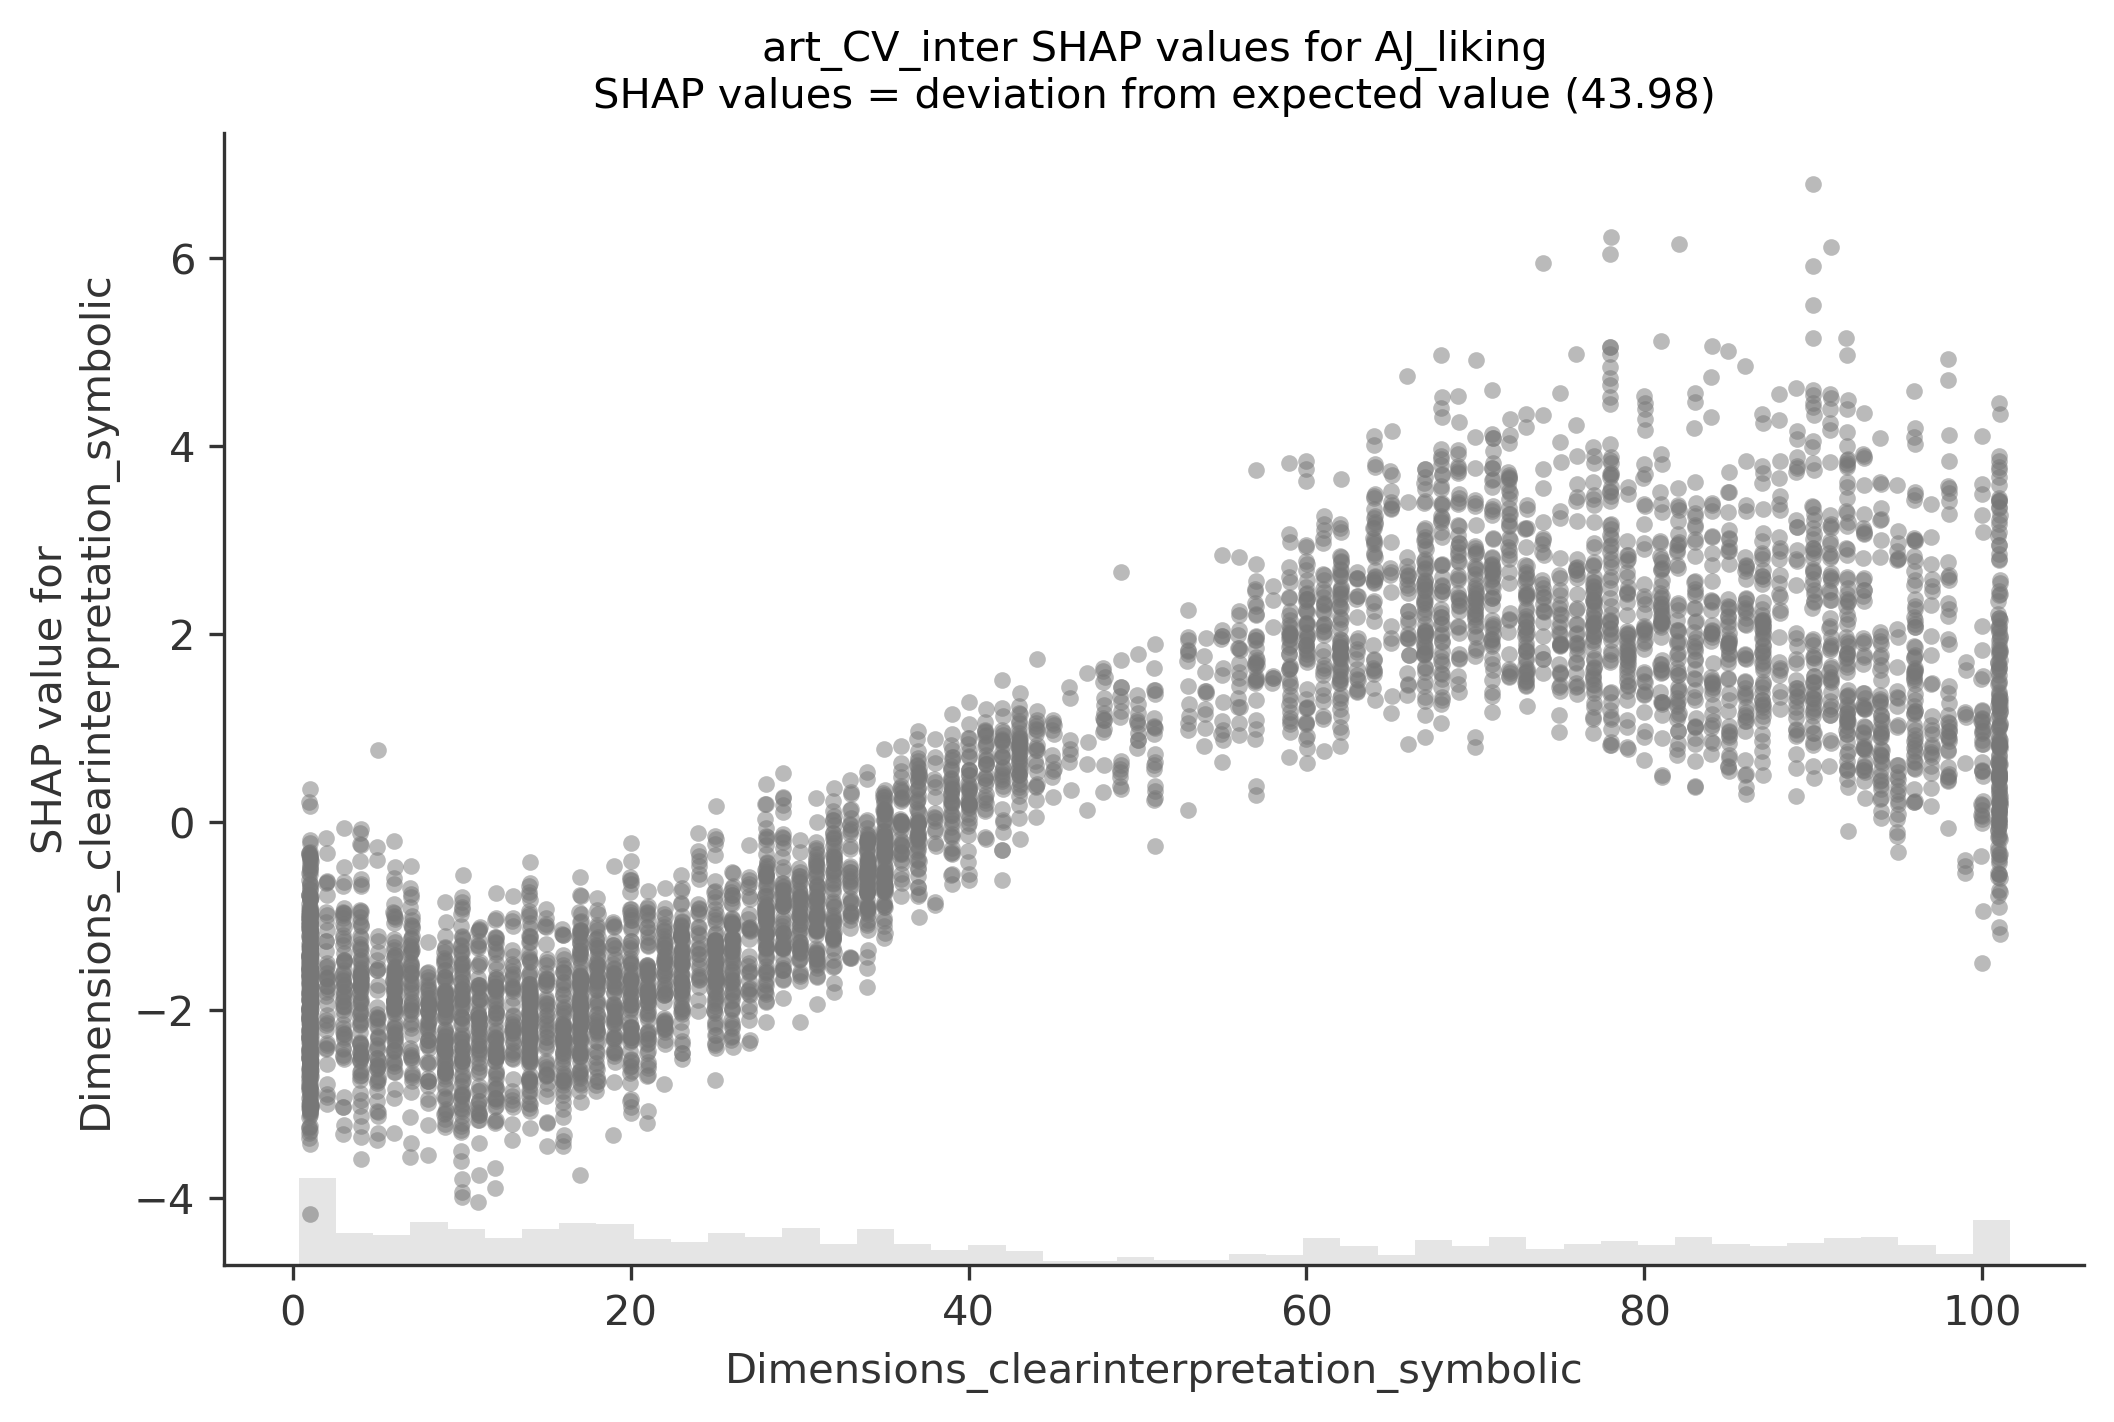 art_CV_inter SHAP values for AJ_liking
SHAP values = deviation from expected value (43.98)
SHAP value for
Dimensions_clearinterpretation_symbolic
6
4
2
0
−2
−4
0 20 40 60 80 100
Dimensions_clearinterpretation_symbolic